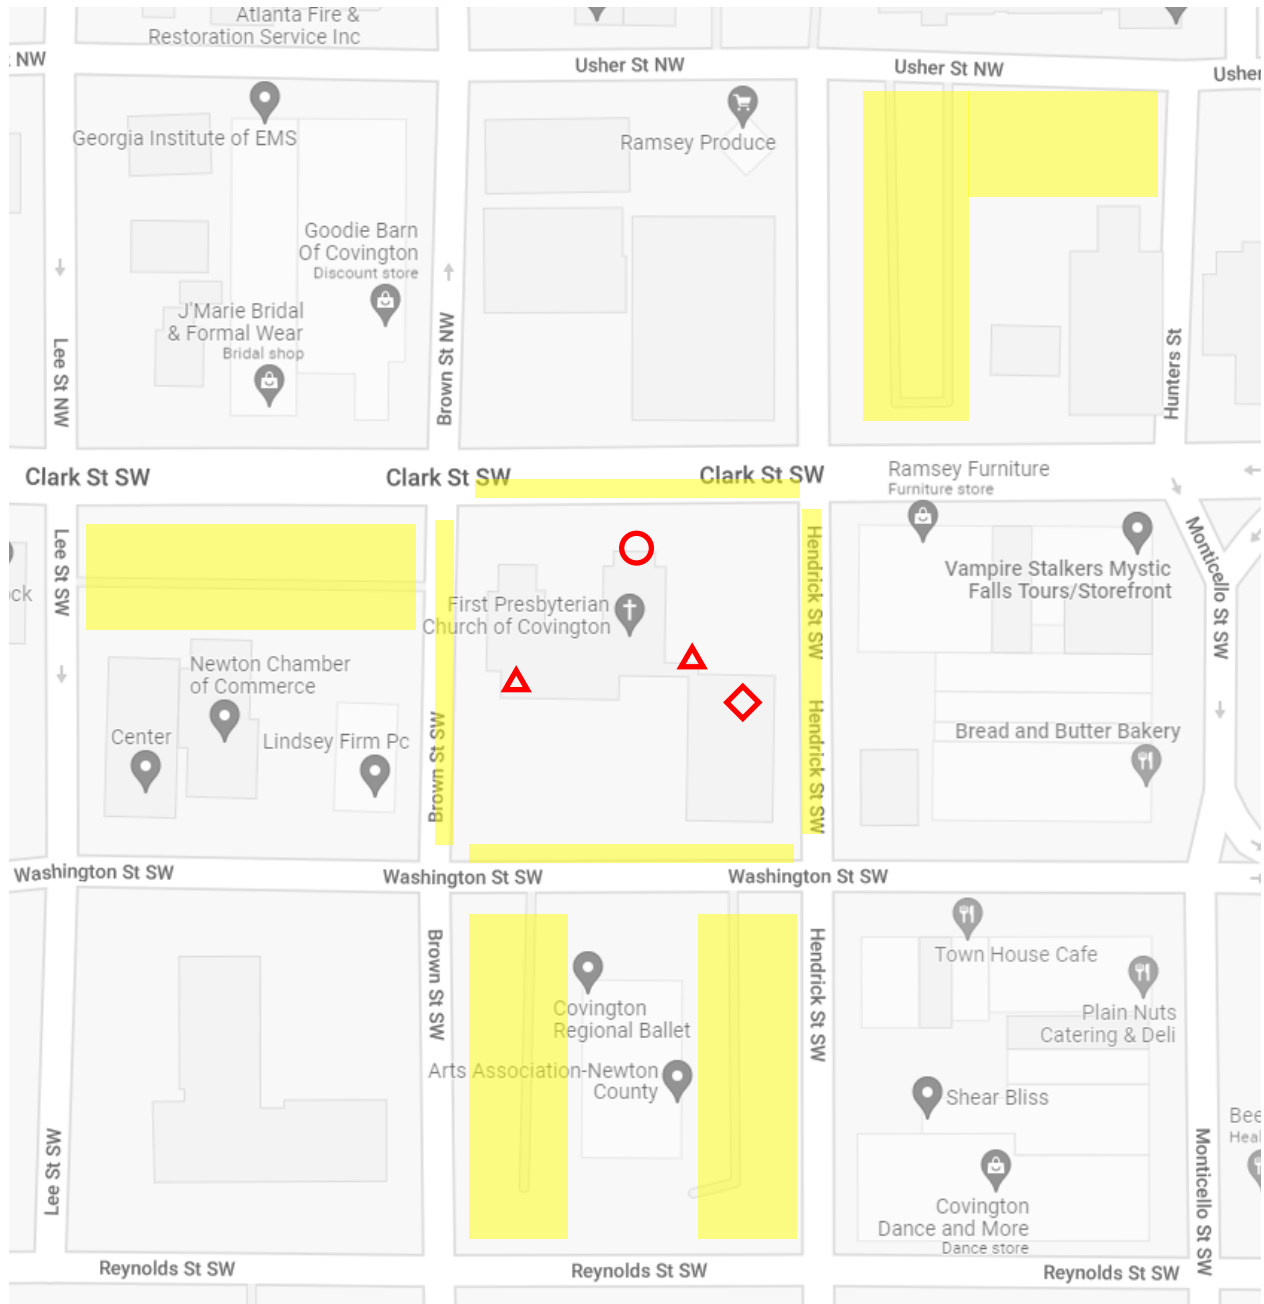 Atlanta Fire &
Restoration Service Inc
NW
Usher St NW
Usher St NW
Usher
Georgia Institute of EMS
Ramsey Produce
Goodie Barn
Of Covington
Discount store
J'Marie Bridal
& Formal Wear
Bridal shop
Lee St NW
Brown St NW
Hunters St
Clark St SW
Clark St SW
Clark St SW
Ramsey Furniture
Furniture store
Lee St SW
Hendrick St SW
Monticello St SW
Vampire Stalkers Mystic
Falls Tours/Storefront
ck
First Presbyterian
Church of Covington
Newton Chamber
of Commerce
Center
Lindsey Firm Pc
Brown St SW
Hendrick St SW
Bread and Butter Bakery
Washington St SW
Washington St SW
Washington St SW
Brown St SW
Hendrick St SW
Town House Cafe
Covington
Regional Ballet
Plain Nuts
Catering & Deli
Arts Association-Newton
County
Shear Bliss
Bee
Heal
Lee St SW
Monticello St SW
Covington
Dance and More
Dance store
Reynolds St SW
Reynolds St SW
Reynolds St SW